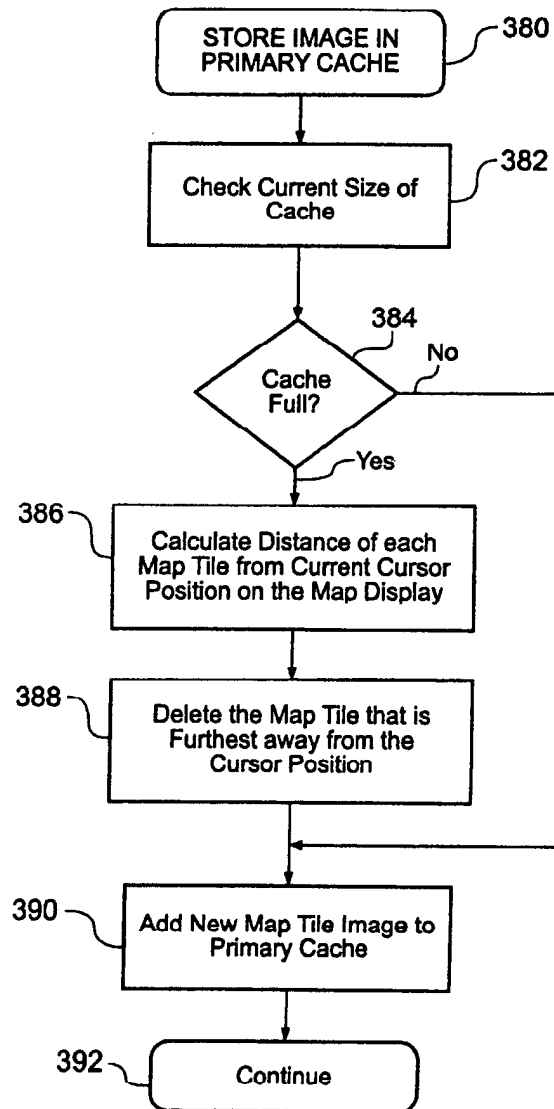 STORE IMAGE IN
PRIMARY CACHE
380
382
Check Current Size of
Cache
384
Cache
Full?
No
Yes
386
Calculate Distance of each
Map Tile from Current Cursor
Position on the Map Display
388
Delete the Map Tile that is
Furthest away from the
Cursor Position
390
Add New Map Tile Image to
Primary Cache
392
Continue